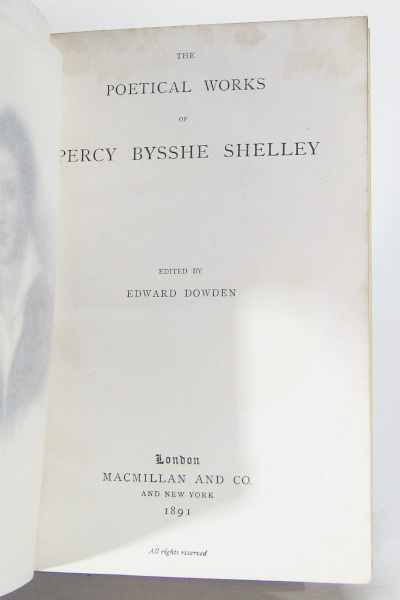 THE
POETICAL WORKS
OF
PERCY BYSSHE SHELLEY
EDITED BY
EDWARD DOWDEN
London
MACMILLAN AND CO.
AND NEW YORK
1891
All rights reserved